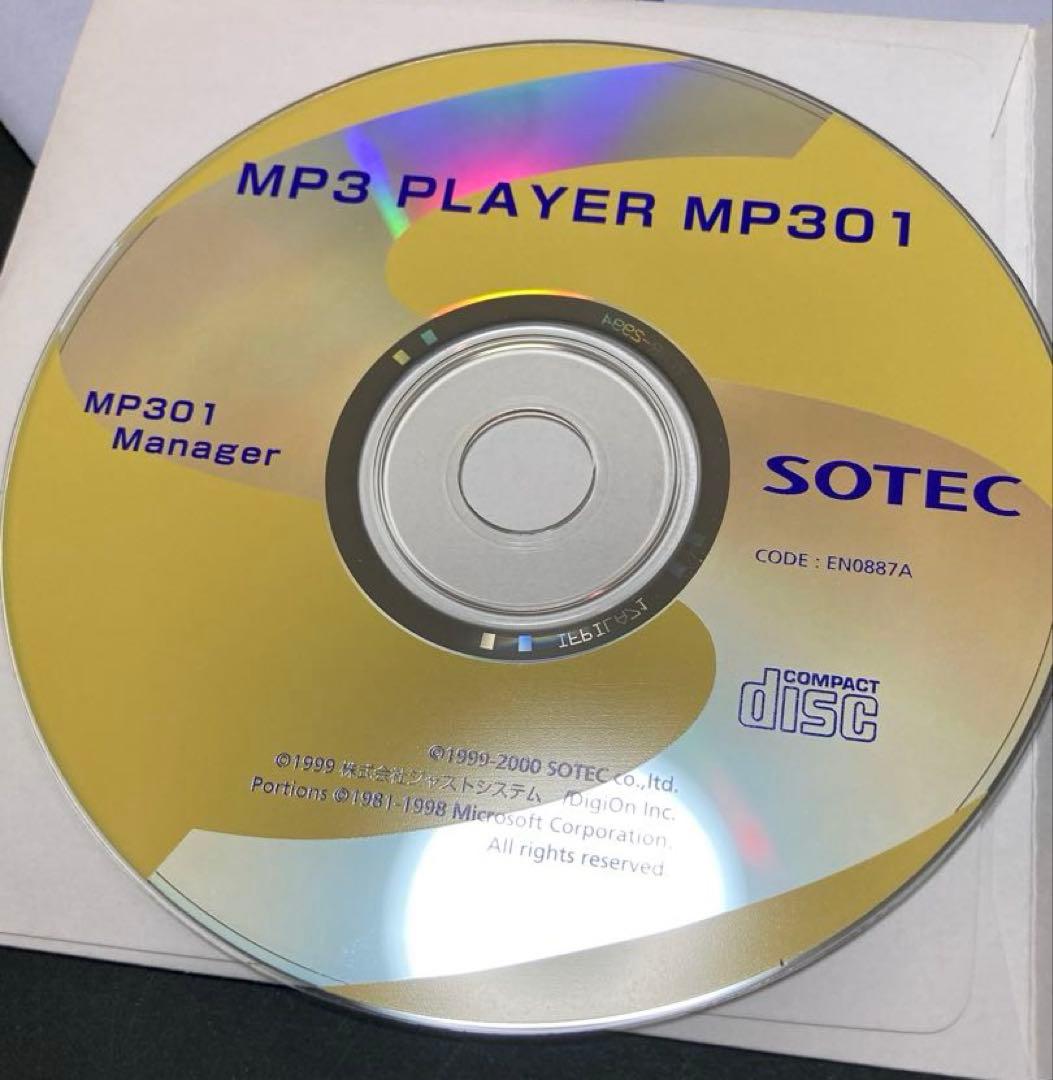 MP3 PLAYER MP301
MP301
Manager
SOTEC
CODE : EN0887A
COMPACT
disc
©1999-2000 SOTEC co.,ltd.
©1999 株式会社ジャストシステム /DigiOn Inc.
Portions ©1981-1998 Microsoft Corporation.
All rights reserved.
IFPI LAZ1